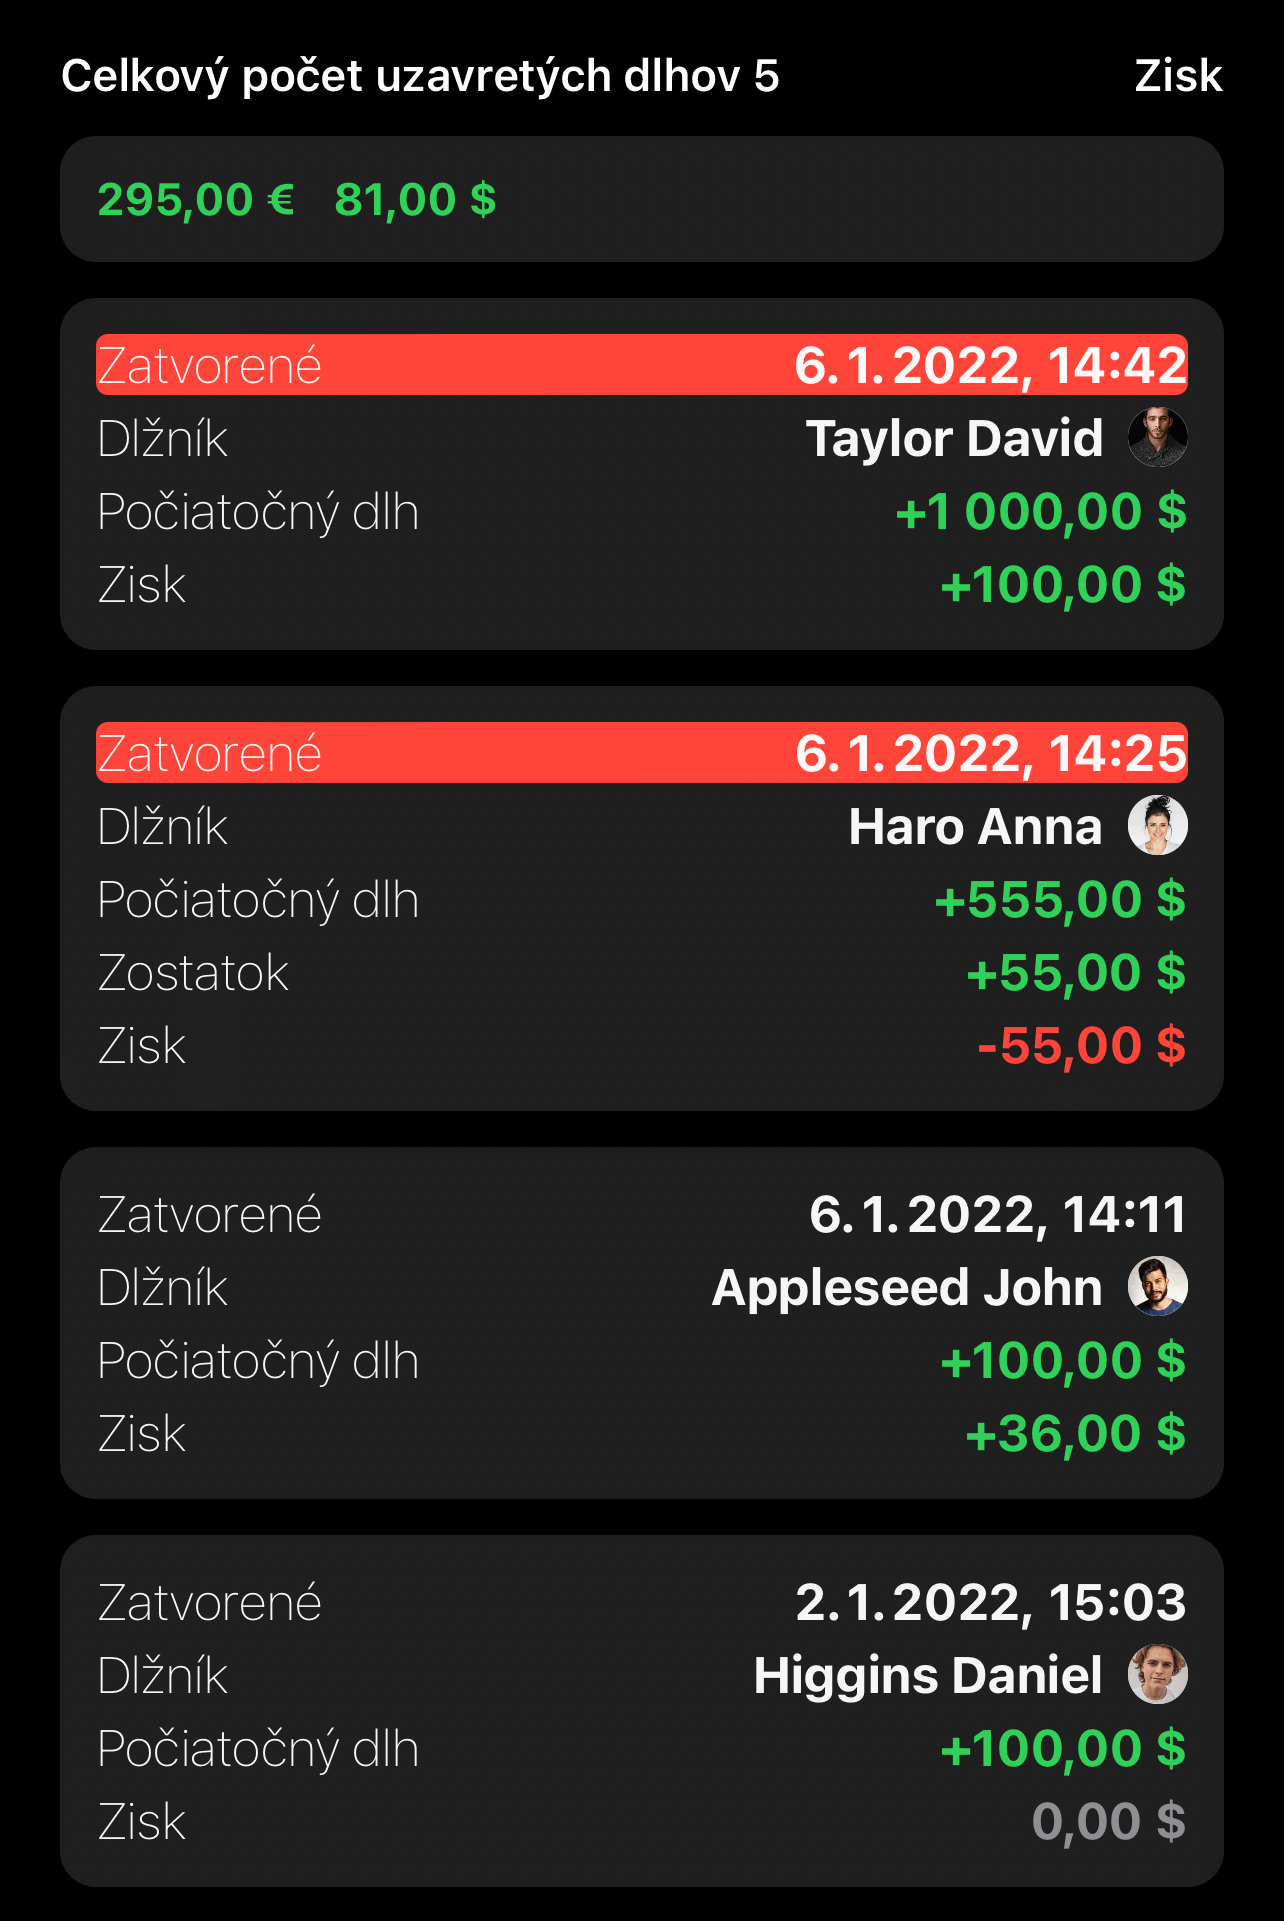 Celkový počet uzavretých dlhov 5 Zisk
295,00 € 81,00 $
Zatvorené 6. 1. 2022, 14:42
Dlžník Taylor David
Počiatočný dlh +1 000,00 $
Zisk +100,00 $
Zatvorené 6. 1. 2022, 14:25
Dlžník Haro Anna
Počiatočný dlh +555,00 $
Zostatok +55,00 $
Zisk -55,00 $
Zatvorené 6. 1. 2022, 14:11
Dlžník Appleseed John
Počiatočný dlh +100,00 $
Zisk +36,00 $
Zatvorené 2. 1. 2022, 15:03
Dlžník Higgins Daniel
Počiatočný dlh +100,00 $
Zisk 0,00 $